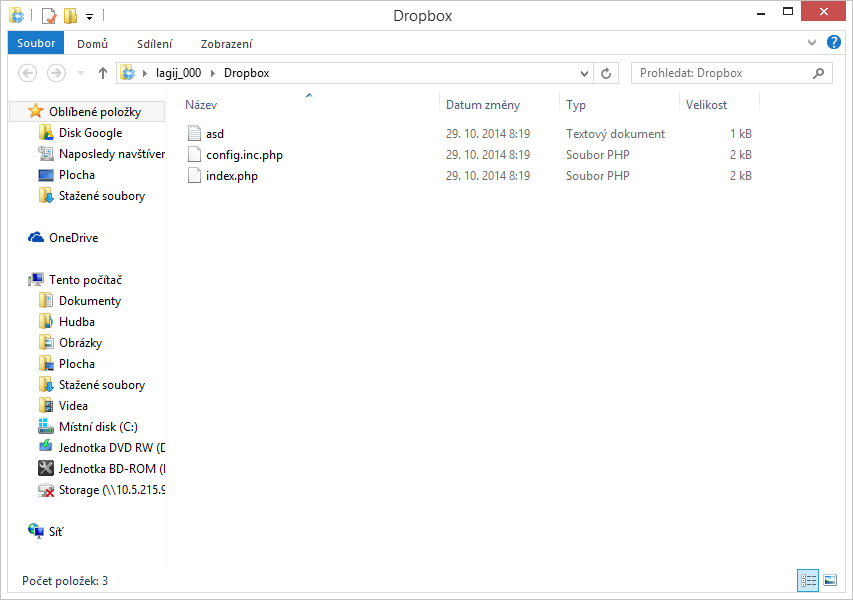 Dropbox
Soubor Domů Sdílení Zobrazení
lagij_000 Dropbox Prohledat: Dropbox
Název Datum změny Typ Velikost
asd 29. 10. 2014 8:19 Textový dokument 1 kB
config.inc.php 29. 10. 2014 8:19 Soubor PHP 2 kB
index.php 29. 10. 2014 8:19 Soubor PHP 2 kB
Oblíbené položky
Disk Google
Naposledy navštíven
Plocha
Stažené soubory
OneDrive
Tento počítač
Dokumenty
Hudba
Obrázky
Plocha
Stažené soubory
Videa
Místní disk (C:)
Jednotka DVD RW (D
Jednotka BD-ROM (
Storage (\\10.5.215.9
Síť
Počet položek: 3